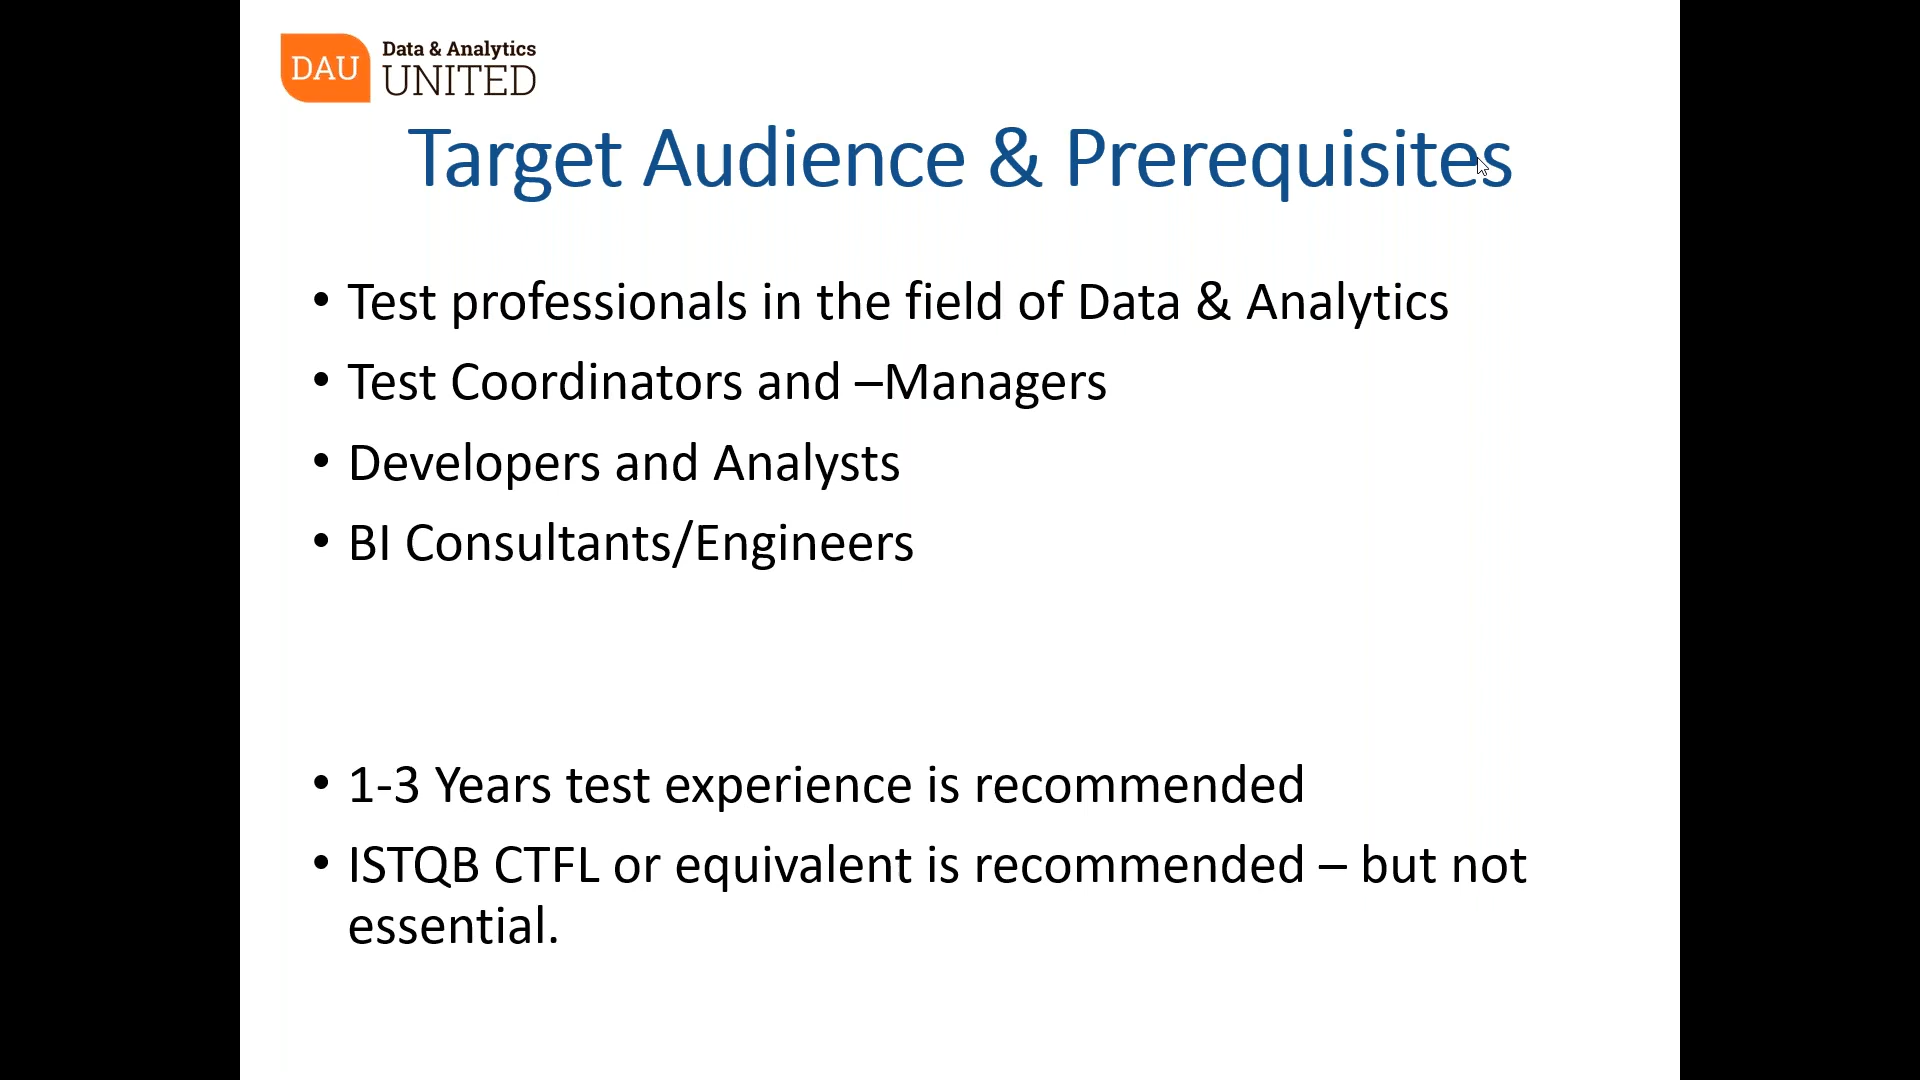 DAU
Data & Analytics
UNITED
Target Audience & Prerequisites
• Test professionals in the field of Data & Analytics
• Test Coordinators and –Managers
• Developers and Analysts
• BI Consultants/Engineers
• 1-3 Years test experience is recommended
• ISTQB CTFL or equivalent is recommended – but not
essential.